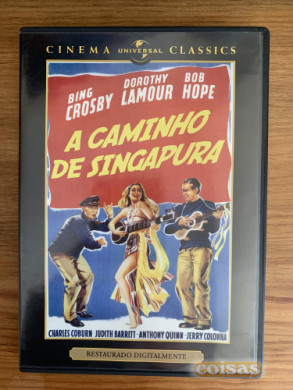 CINEMA UNIVERSAL CLASSICS
BING CROSBY
DOROTHY LAMOUR
BOB HOPE
A CAMINHO
DE SINGAPURA
CHARLES COBURN · JUDITH BARRETT · ANTHONY QUINN · JERRY COLONNA
RESTAURADO DIGITALMENTE
coisas